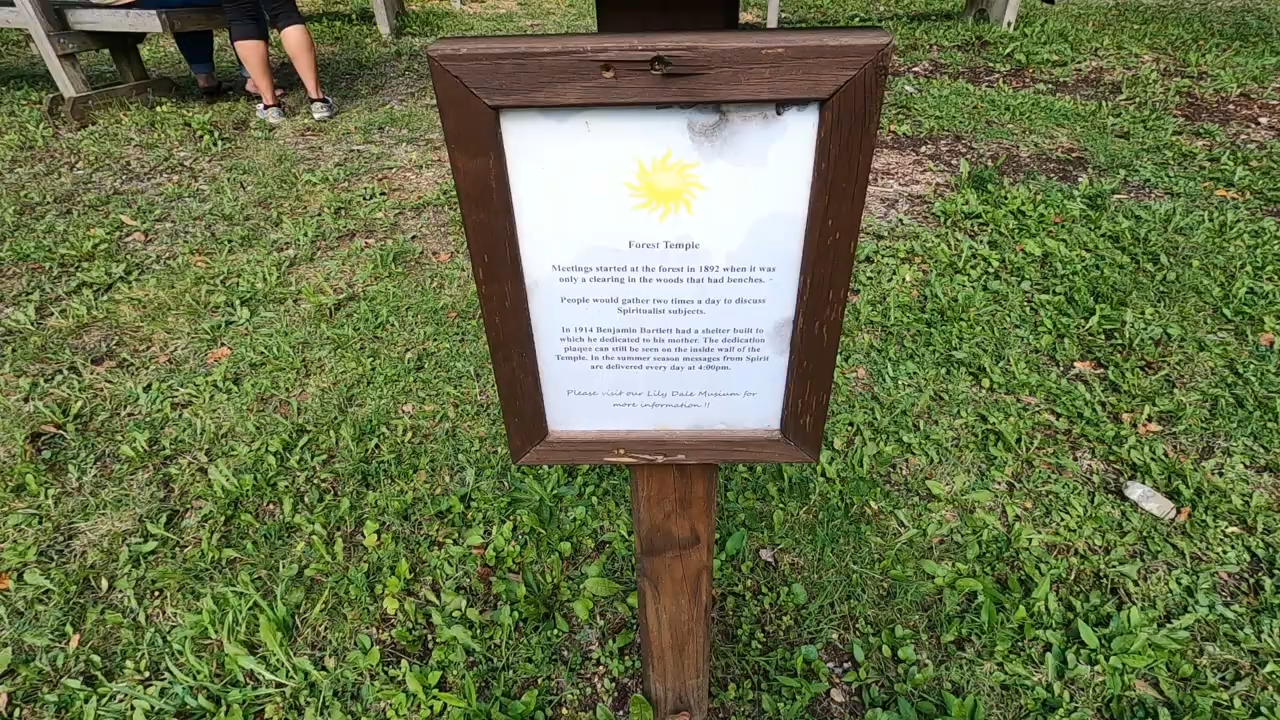 Forest Temple
Meetings started at the forest in 1892 when it was
only a clearing in the woods that had benches.
People would gather two times a day to discuss
Spiritualist subjects.
In 1914 Benjamin Bartlett had a shelter built to
which he dedicated to his mother. The dedication
plaque can still be seen on the inside wall of the
Temple. In the summer season messages from Spirit
are delivered every day at 4:00pm.
Please visit our Lily Dale Musium for
more information !!